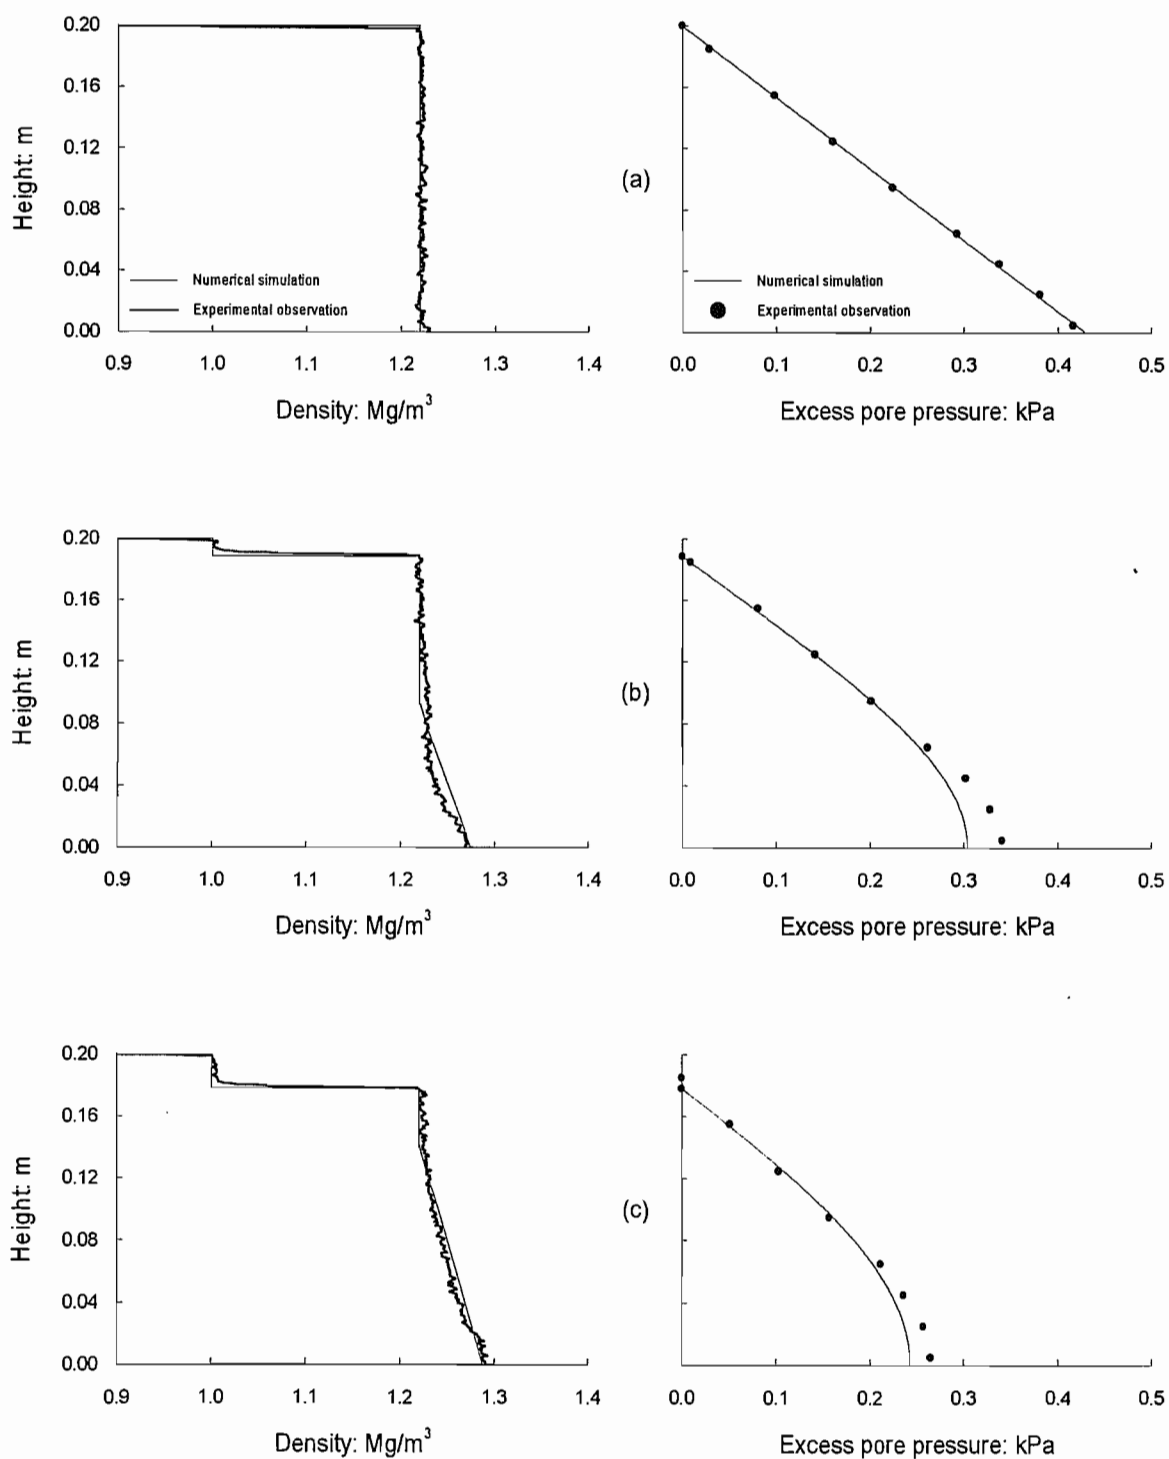 0.20
0.16
0.12
0.08
0.04
0.00
Height: m
Numerical simulation
Experimental observation
0.9 1.0 1.1 1.2 1.3 1.4
Density: Mg/m³
(a)
Numerical simulation
Experimental observation
0.0 0.1 0.2 0.3 0.4 0.5
Excess pore pressure: kPa
0.20
0.16
0.12
0.08
0.04
0.00
Height: m
0.9 1.0 1.1 1.2 1.3 1.4
Density: Mg/m³
(b)
0.0 0.1 0.2 0.3 0.4 0.5
Excess pore pressure: kPa
0.20
0.16
0.12
0.08
0.04
0.00
Height: m
0.9 1.0 1.1 1.2 1.3 1.4
Density: Mg/m³
(c)
0.0 0.1 0.2 0.3 0.4 0.5
Excess pore pressure: kPa